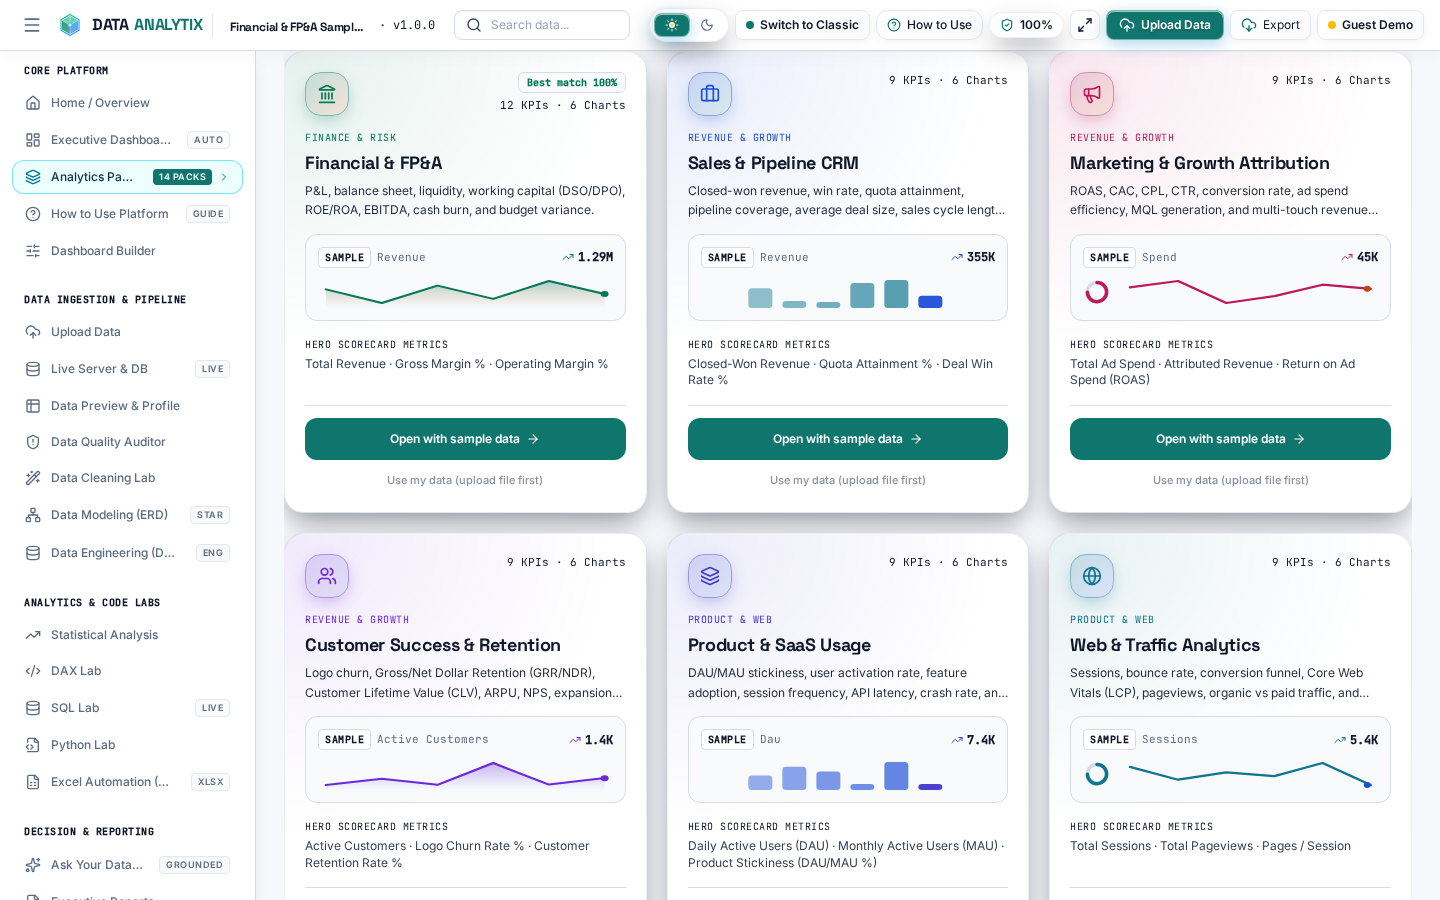 DATA ANALYTIX
Financial & FP&A Sampl...
· v1.0.0
Search data...
Switch to Classic
How to Use
100%
Upload Data
Export
Guest Demo
CORE PLATFORM
Home / Overview
Executive Dashboa...
AUTO
Analytics Pa...
14 PACKS
How to Use Platform
GUIDE
Dashboard Builder
DATA INGESTION & PIPELINE
Upload Data
Live Server & DB
LIVE
Data Preview & Profile
Data Quality Auditor
Data Cleaning Lab
Data Modeling (ERD)
STAR
Data Engineering (D...
ENG
ANALYTICS & CODE LABS
Statistical Analysis
DAX Lab
SQL Lab
LIVE
Python Lab
Excel Automation (...
XLSX
DECISION & REPORTING
Ask Your Data...
GROUNDED
Executive Reports
Best match 100%
12 KPIs · 6 Charts
FINANCE & RISK
Financial & FP&A
P&L, balance sheet, liquidity, working capital (DSO/DPO),
ROE/ROA, EBITDA, cash burn, and budget variance.
SAMPLE
Revenue
1.29M
HERO SCORECARD METRICS
Total Revenue · Gross Margin % · Operating Margin %
Open with sample data
Use my data (upload file first)
9 KPIs · 6 Charts
REVENUE & GROWTH
Sales & Pipeline CRM
Closed-won revenue, win rate, quota attainment,
pipeline coverage, average deal size, sales cycle lengt...
SAMPLE
Revenue
355K
HERO SCORECARD METRICS
Closed-Won Revenue · Quota Attainment % · Deal Win
Rate %
Open with sample data
Use my data (upload file first)
9 KPIs · 6 Charts
REVENUE & GROWTH
Marketing & Growth Attribution
ROAS, CAC, CPL, CTR, conversion rate, ad spend
efficiency, MQL generation, and multi-touch revenue...
SAMPLE
Spend
45K
HERO SCORECARD METRICS
Total Ad Spend · Attributed Revenue · Return on Ad
Spend (ROAS)
Open with sample data
Use my data (upload file first)
9 KPIs · 6 Charts
REVENUE & GROWTH
Customer Success & Retention
Logo churn, Gross/Net Dollar Retention (GRR/NDR),
Customer Lifetime Value (CLV), ARPU, NPS, expansion...
SAMPLE
Active Customers
1.4K
HERO SCORECARD METRICS
Active Customers · Logo Churn Rate % · Customer
Retention Rate %
9 KPIs · 6 Charts
PRODUCT & WEB
Product & SaaS Usage
DAU/MAU stickiness, user activation rate, feature
adoption, session frequency, API latency, crash rate, an...
SAMPLE
Dau
7.4K
HERO SCORECARD METRICS
Daily Active Users (DAU) · Monthly Active Users (MAU) ·
Product Stickiness (DAU/MAU %)
9 KPIs · 6 Charts
PRODUCT & WEB
Web & Traffic Analytics
Sessions, bounce rate, conversion funnel, Core Web
Vitals (LCP), pageviews, organic vs paid traffic, and...
SAMPLE
Sessions
5.4K
HERO SCORECARD METRICS
Total Sessions · Total Pageviews · Pages / Session